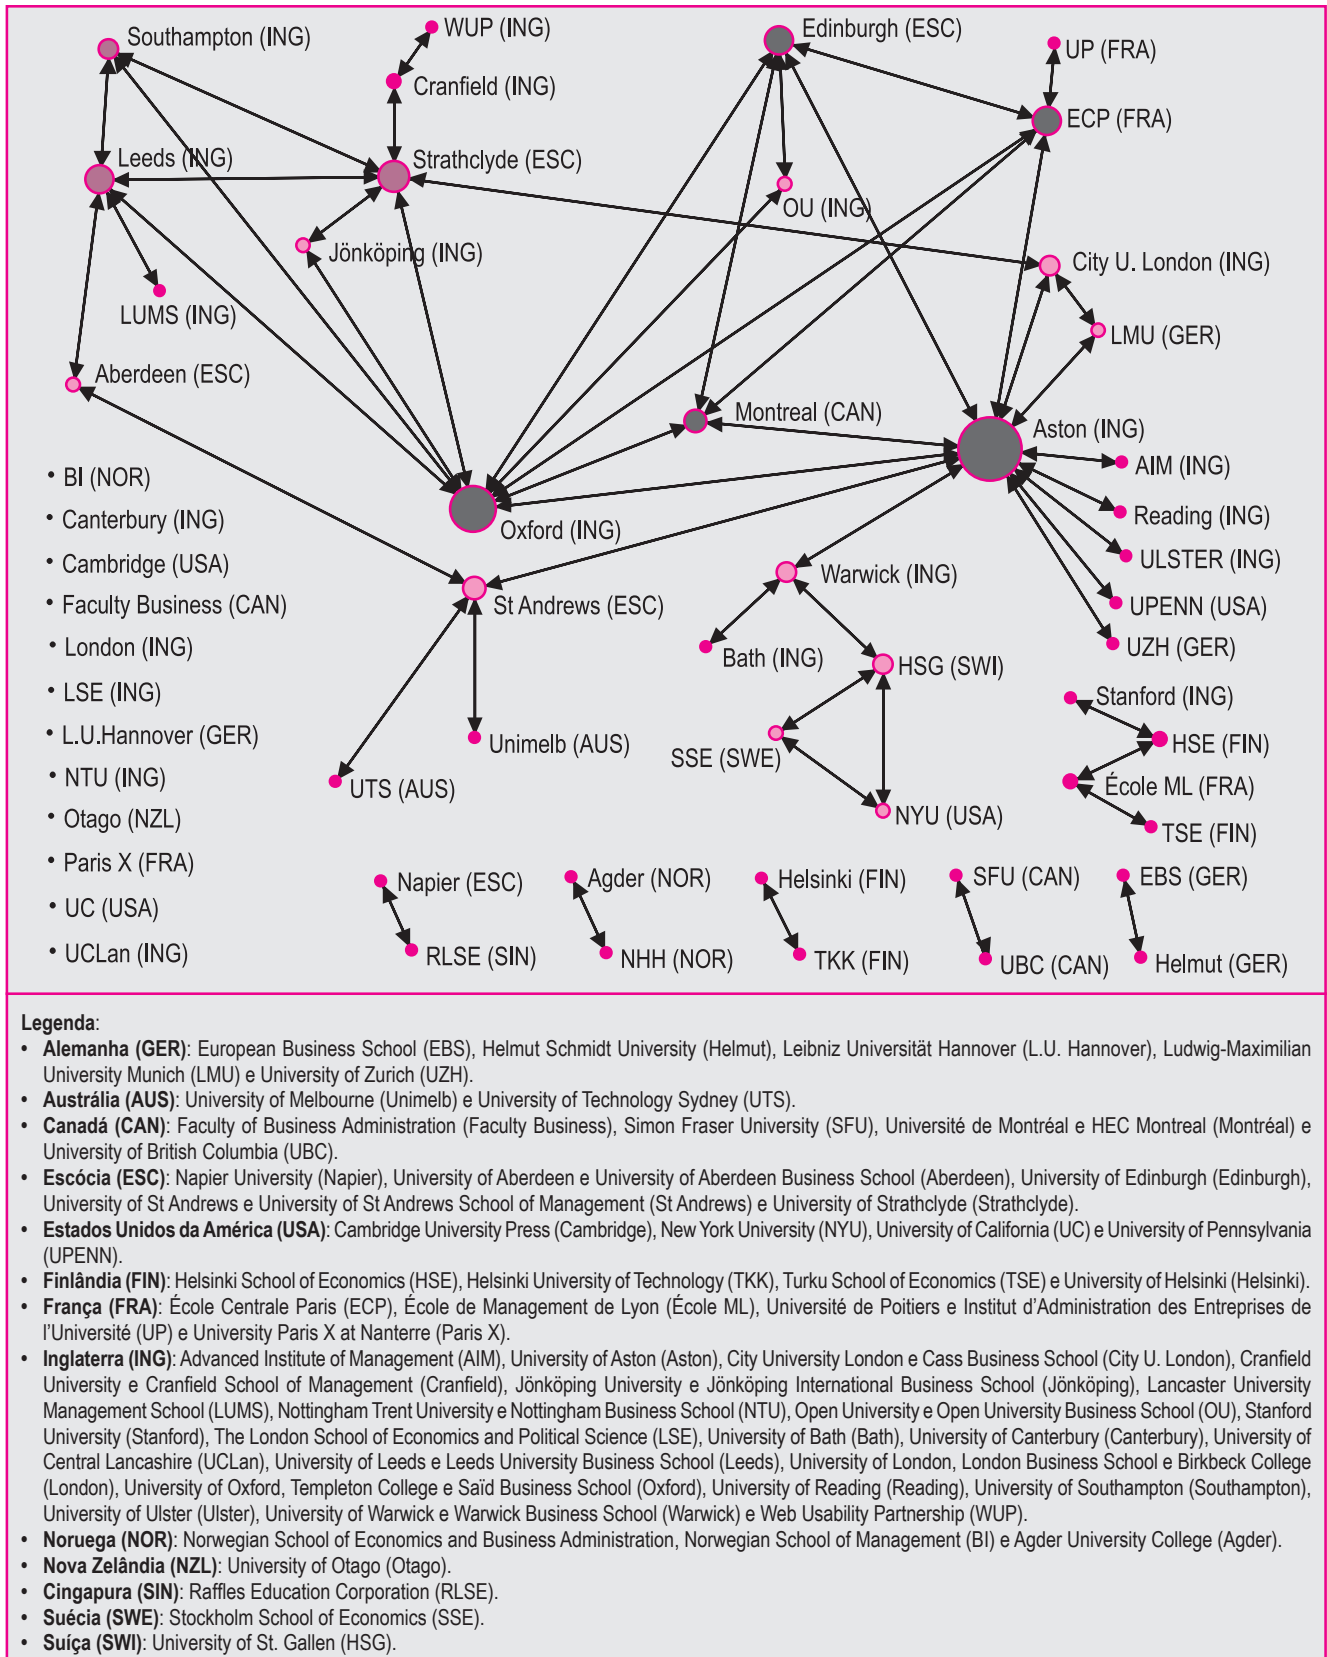 Southampton (ING)
WUP (ING)
Edinburgh (ESC)
UP (FRA)
Cranfield (ING)
ECP (FRA)
Leeds (ING)
Strathclyde (ESC)
OU (ING)
Jönköping (ING)
City U. London (ING)
LUMS (ING)
LMU (GER)
Aberdeen (ESC)
Montreal (CAN)
Aston (ING)
AIM (ING)
• BI (NOR)
• Canterbury (ING)
• Cambridge (USA)
• Faculty Business (CAN)
• London (ING)
• LSE (ING)
• L.U.Hannover (GER)
• NTU (ING)
• Otago (NZL)
• Paris X (FRA)
• UC (USA)
• UCLan (ING)
Oxford (ING)
Reading (ING)
ULSTER (ING)
Warwick (ING)
St Andrews (ESC)
UPENN (USA)
UZH (GER)
Bath (ING)
HSG (SWI)
Stanford (ING)
Unimelb (AUS)
HSE (FIN)
SSE (SWE)
UTS (AUS)
École ML (FRA)
NYU (USA)
TSE (FIN)
Napier (ESC)
Agder (NOR)
Helsinki (FIN)
SFU (CAN)
EBS (GER)
RLSE (SIN)
NHH (NOR)
TKK (FIN)
UBC (CAN)
Helmut (GER)
Legenda:
• Alemanha (GER): European Business School (EBS), Helmut Schmidt University (Helmut), Leibniz Universität Hannover (L.U. Hannover), Ludwig-Maximilian
University Munich (LMU) e University of Zurich (UZH).
• Austrália (AUS): University of Melbourne (Unimelb) e University of Technology Sydney (UTS).
• Canadá (CAN): Faculty of Business Administration (Faculty Business), Simon Fraser University (SFU), Université de Montréal e HEC Montreal (Montréal) e
University of British Columbia (UBC).
• Escócia (ESC): Napier University (Napier), University of Aberdeen e University of Aberdeen Business School (Aberdeen), University of Edinburgh (Edinburgh),
University of St Andrews e University of St Andrews School of Management (St Andrews) e University of Strathclyde (Strathclyde).
• Estados Unidos da América (USA): Cambridge University Press (Cambridge), New York University (NYU), University of California (UC) e University of Pennsylvania
(UPENN).
• Finlândia (FIN): Helsinki School of Economics (HSE), Helsinki University of Technology (TKK), Turku School of Economics (TSE) e University of Helsinki (Helsinki).
• França (FRA): École Centrale Paris (ECP), École de Management de Lyon (École ML), Université de Poitiers e Institut d'Administration des Entreprises de
l'Université (UP) e University Paris X at Nanterre (Paris X).
• Inglaterra (ING): Advanced Institute of Management (AIM), University of Aston (Aston), City University London e Cass Business School (City U. London), Cranfield
University e Cranfield School of Management (Cranfield), Jönköping University e Jönköping International Business School (Jönköping), Lancaster University
Management School (LUMS), Nottingham Trent University e Nottingham Business School (NTU), Open University e Open University Business School (OU), Stanford
University (Stanford), The London School of Economics and Political Science (LSE), University of Bath (Bath), University of Canterbury (Canterbury), University of
Central Lancashire (UCLan), University of Leeds e Leeds University Business School (Leeds), University of London, London Business School e Birkbeck College
(London), University of Oxford, Templeton College e Saïd Business School (Oxford), University of Reading (Reading), University of Southampton (Southampton),
University of Ulster (Ulster), University of Warwick e Warwick Business School (Warwick) e Web Usability Partnership (WUP).
• Noruega (NOR): Norwegian School of Economics and Business Administration, Norwegian School of Management (BI) e Agder University College (Agder).
• Nova Zelândia (NZL): University of Otago (Otago).
• Cingapura (SIN): Raffles Education Corporation (RLSE).
• Suécia (SWE): Stockholm School of Economics (SSE).
• Suíça (SWI): University of St. Gallen (HSG).